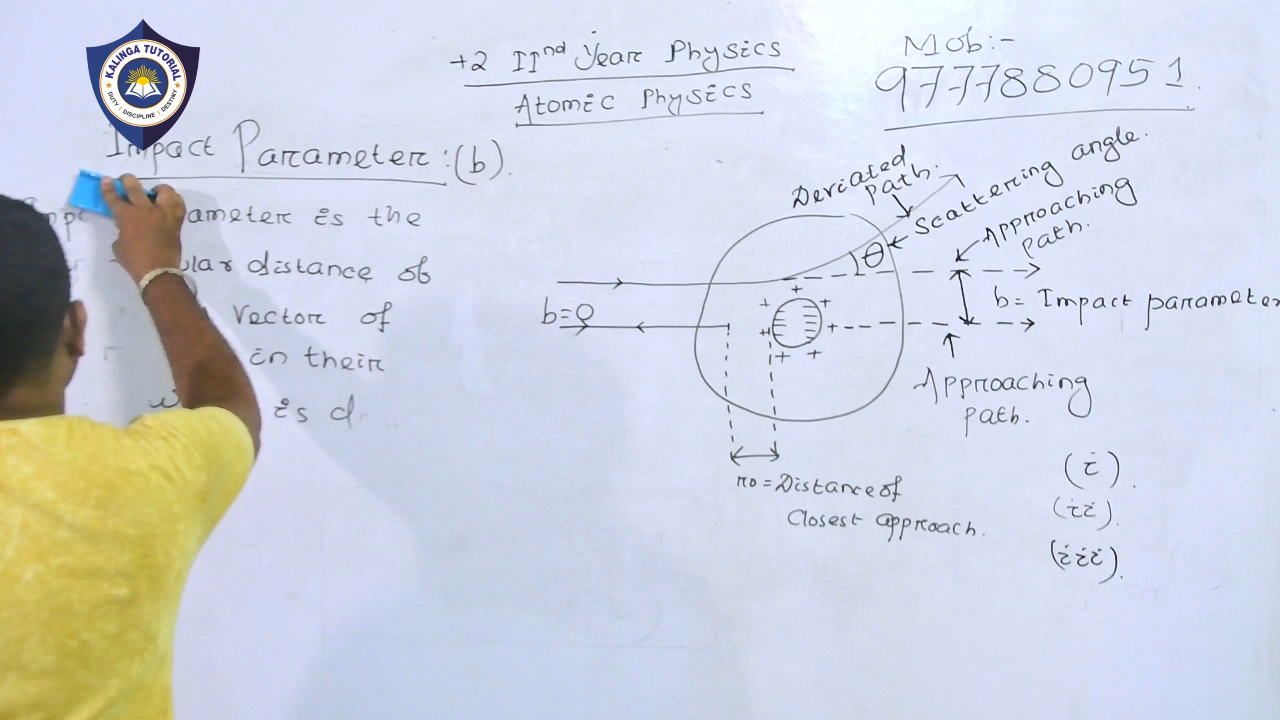 KALINGA TUTORIAL
DUTY | DISCIPLINE | DESTINY
+2 IInd Year Physics
Atomic Physics
Mob:-
9777880951.
Impact Parameter:(b).
ameter is the
ular distance of
Vector of
in their
is d
Deviated
path.
Scattering angle.
Approaching
path.
θ
b=0
b= Impact parameter
Approaching
path.
r0 = Distance of
Closest approach.
(i).
(ii).
(iii).